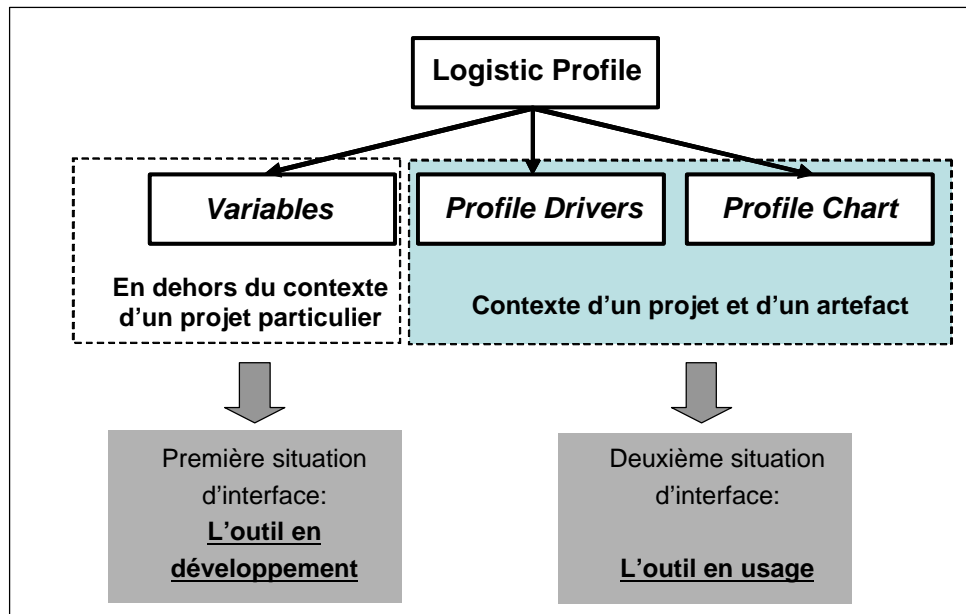 Logistic Profile
Variables
Profile Drivers
Profile Chart
En dehors du contexte
d’un projet particulier
Contexte d’un projet et d’un artefact
Première situation
d’interface:
L’outil en
développement
Deuxième situation
d’interface:
L’outil en usage